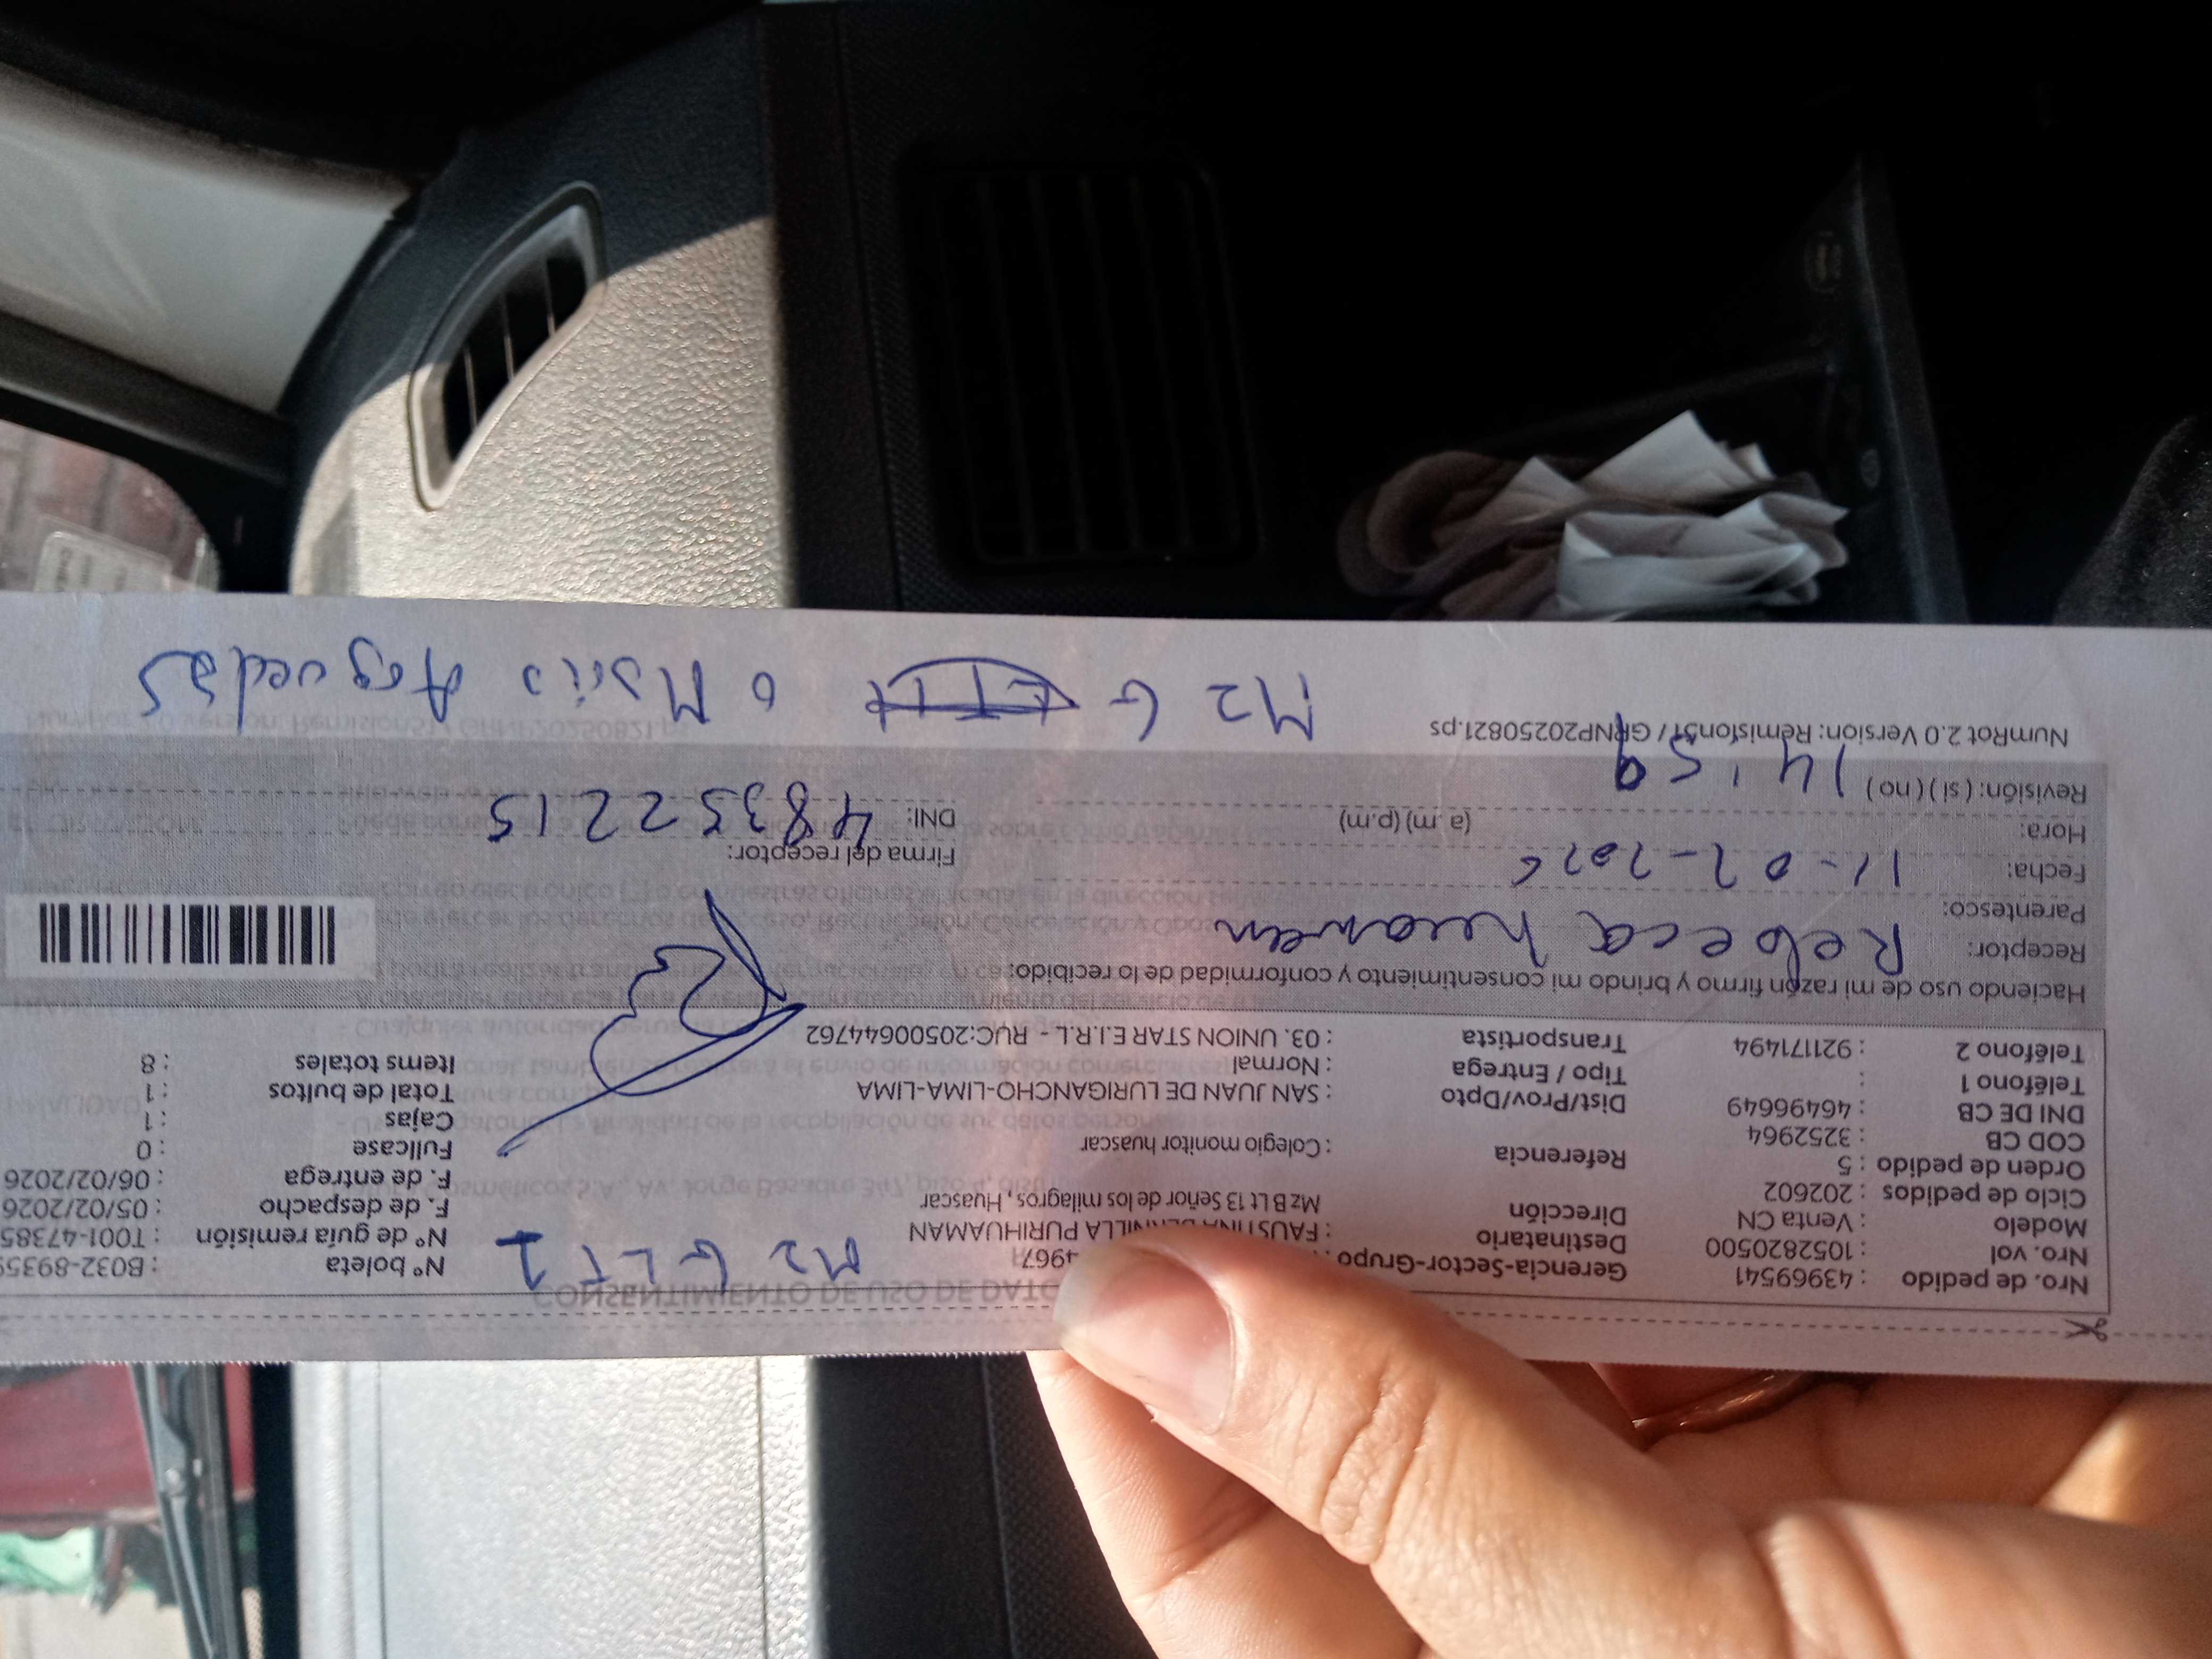 CONSENTIMIENTO DE USO DE DATO
Nro. de pedido : 43969541
Nro. vol : 1052820500
Modelo : Venta CN
Ciclo de pedidos : 202602
Orden de pedido : 5
COD CB : 3252964
DNI DE CB : 46496649
Teléfono 1 :
Teléfono 2 : 921171494
Gerencia-Sector-Grupo 4967
Destinatario : FAUSTINA PURIHUAMAN
Dirección Mz B Lt 13 Señor de los milagros, Huascar
Referencia : Colegio monitor huascar
Dist/Prov/Dpto : SAN JUAN DE LURIGANCHO-LIMA-LIMA
Tipo / Entrega : Normal
Transportista : 03. UNION STAR E.I.R.L - RUC:20500644762
Mz G Lt 1
N° boleta : B032-89359
N° de guía remisión : T001-47385
F. de despacho : 05/02/2026
F. de entrega : 06/02/2026
Fullcase : 0
Cajas : 1
Total de bultos : 1
Items totales : 8
Haciendo uso de mi razón firmo y brindo mi consentimiento y conformidad de lo recibido:
Receptor: Rebeca
Parentesco:
Fecha: 11-02-2026
Hora: (a.m) (p.m)
Revisión: (si) (no) 14:59
Firma del receptor:
DNI: 48352215
NumRot 2.0 Version: Remision51 / GRNP20250821.ps
Mz G Arguedas